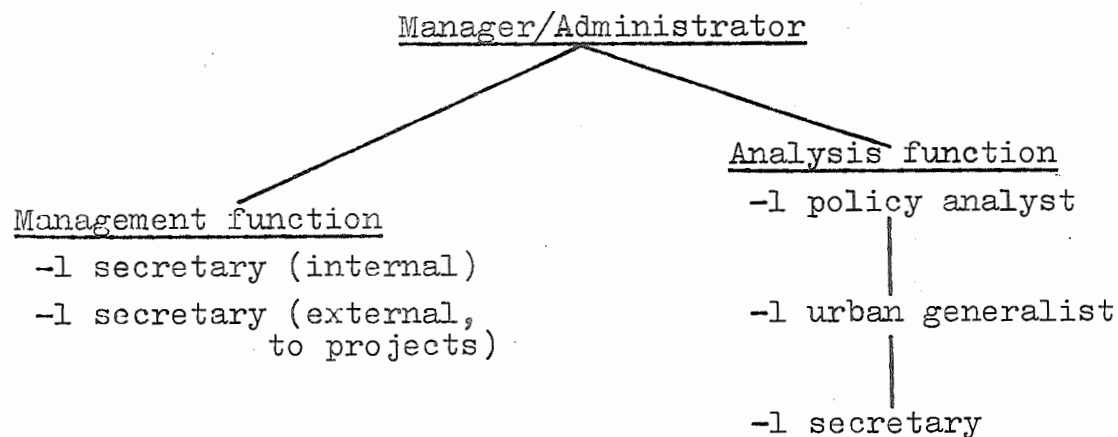 Manager/Administrator
Management function
-1 secretary (internal)
-1 secretary (external,
to projects)
Analysis function
-1 policy analyst
-1 urban generalist
-1 secretary